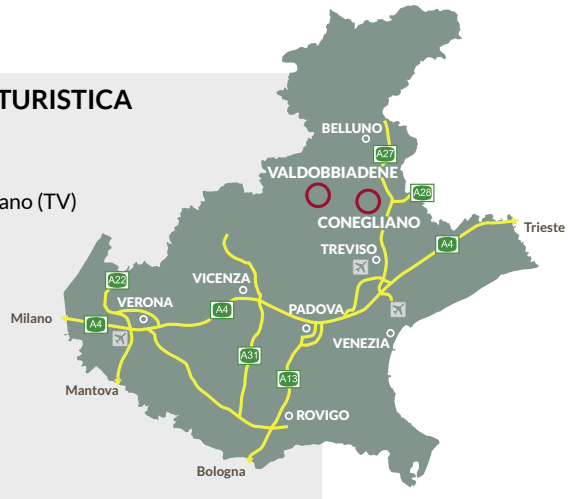 TURISTICA
ano (TV)
BELLUNO
A27
VALDOBBIADENE
A28
CONEGLIANO
Trieste
A4
TREVISO
A22
VICENZA
VERONA
A4
PADOVA
Milano
A4
VENEZIA
A31
A13
Mantova
ROVIGO
Bologna